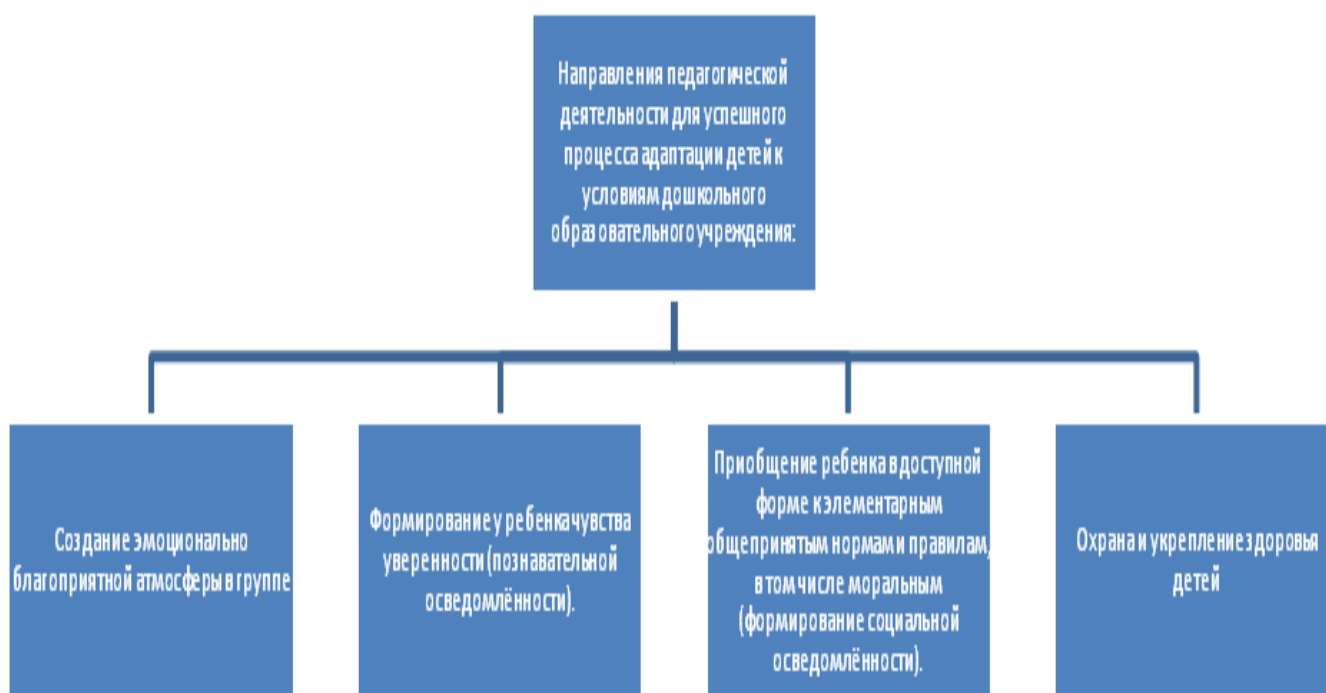 Направления педагогической
деятельности для успешного
процесса адаптации детей к
условиям дошкольного
образовательного учреждения:
Создание эмоционально
благоприятной атмосферы в группе
Формирование у ребенка чувства
уверенности (познавательной
осведомлённости).
Приобщение ребенка в доступной
форме к элементарным
общепринятым нормам и правилам,
в том числе моральным
(формирование социальной
осведомлённости).
Охрана и укрепление здоровья
детей